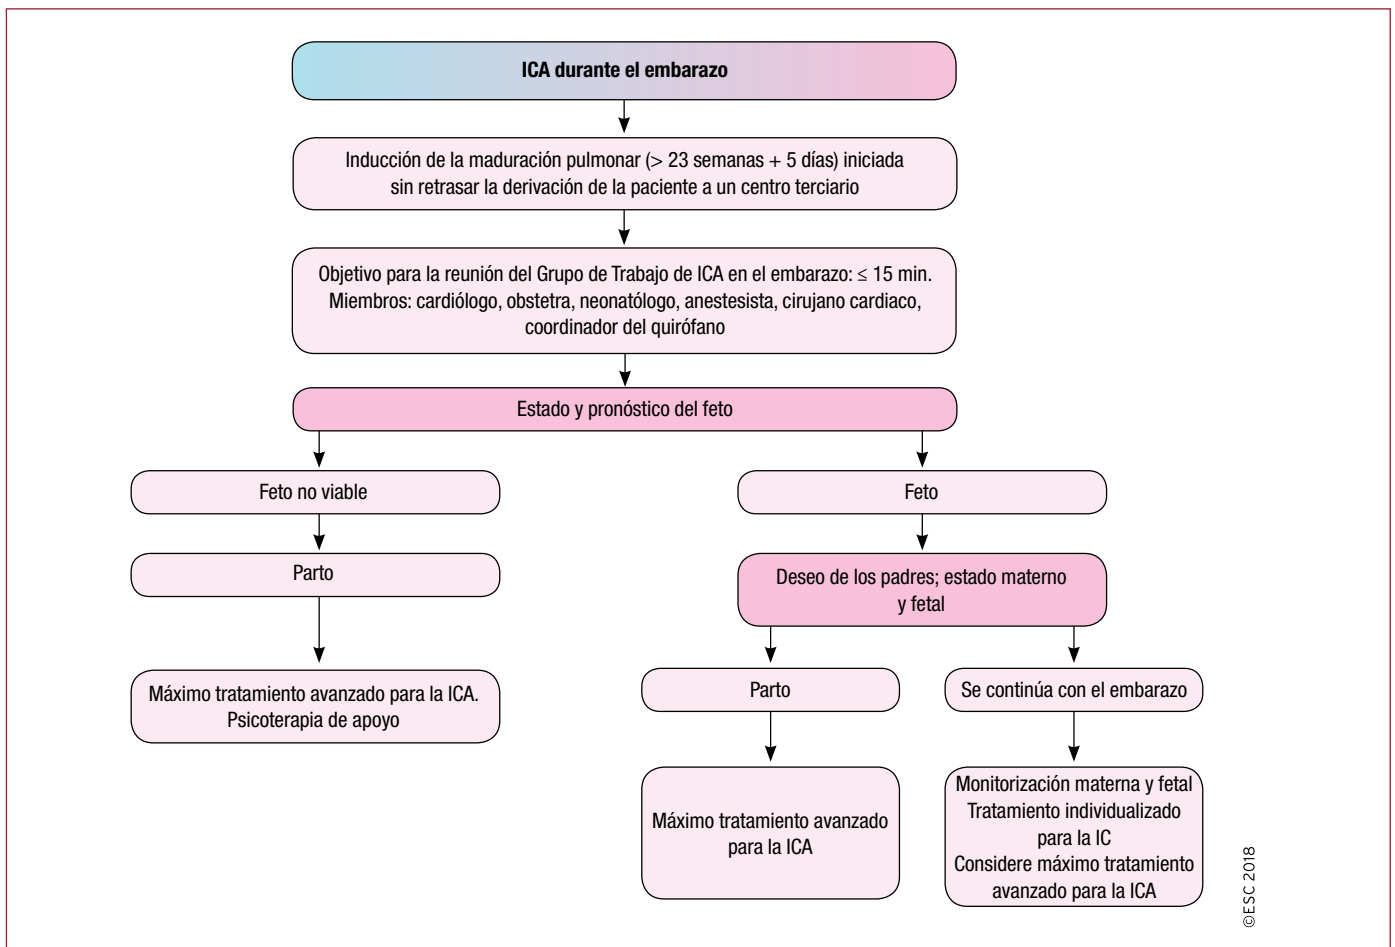 ICA durante el embarazo
Inducción de la maduración pulmonar (> 23 semanas + 5 días) iniciada
sin retrasar la derivación de la paciente a un centro terciario
Objetivo para la reunión del Grupo de Trabajo de ICA en el embarazo: ≤ 15 min.
Miembros: cardiólogo, obstetra, neonatólogo, anestesista, cirujano cardiaco,
coordinador del quirófano
Estado y pronóstico del feto
Feto no viable
Parto
Máximo tratamiento avanzado para la ICA.
Psicoterapia de apoyo
Feto
Deseo de los padres; estado materno
y fetal
Parto
Máximo tratamiento avanzado
para la ICA
Se continúa con el embarazo
Monitorización materna y fetal
Tratamiento individualizado
para la IC
Considere máximo tratamiento
avanzado para la ICA
©ESC 2018